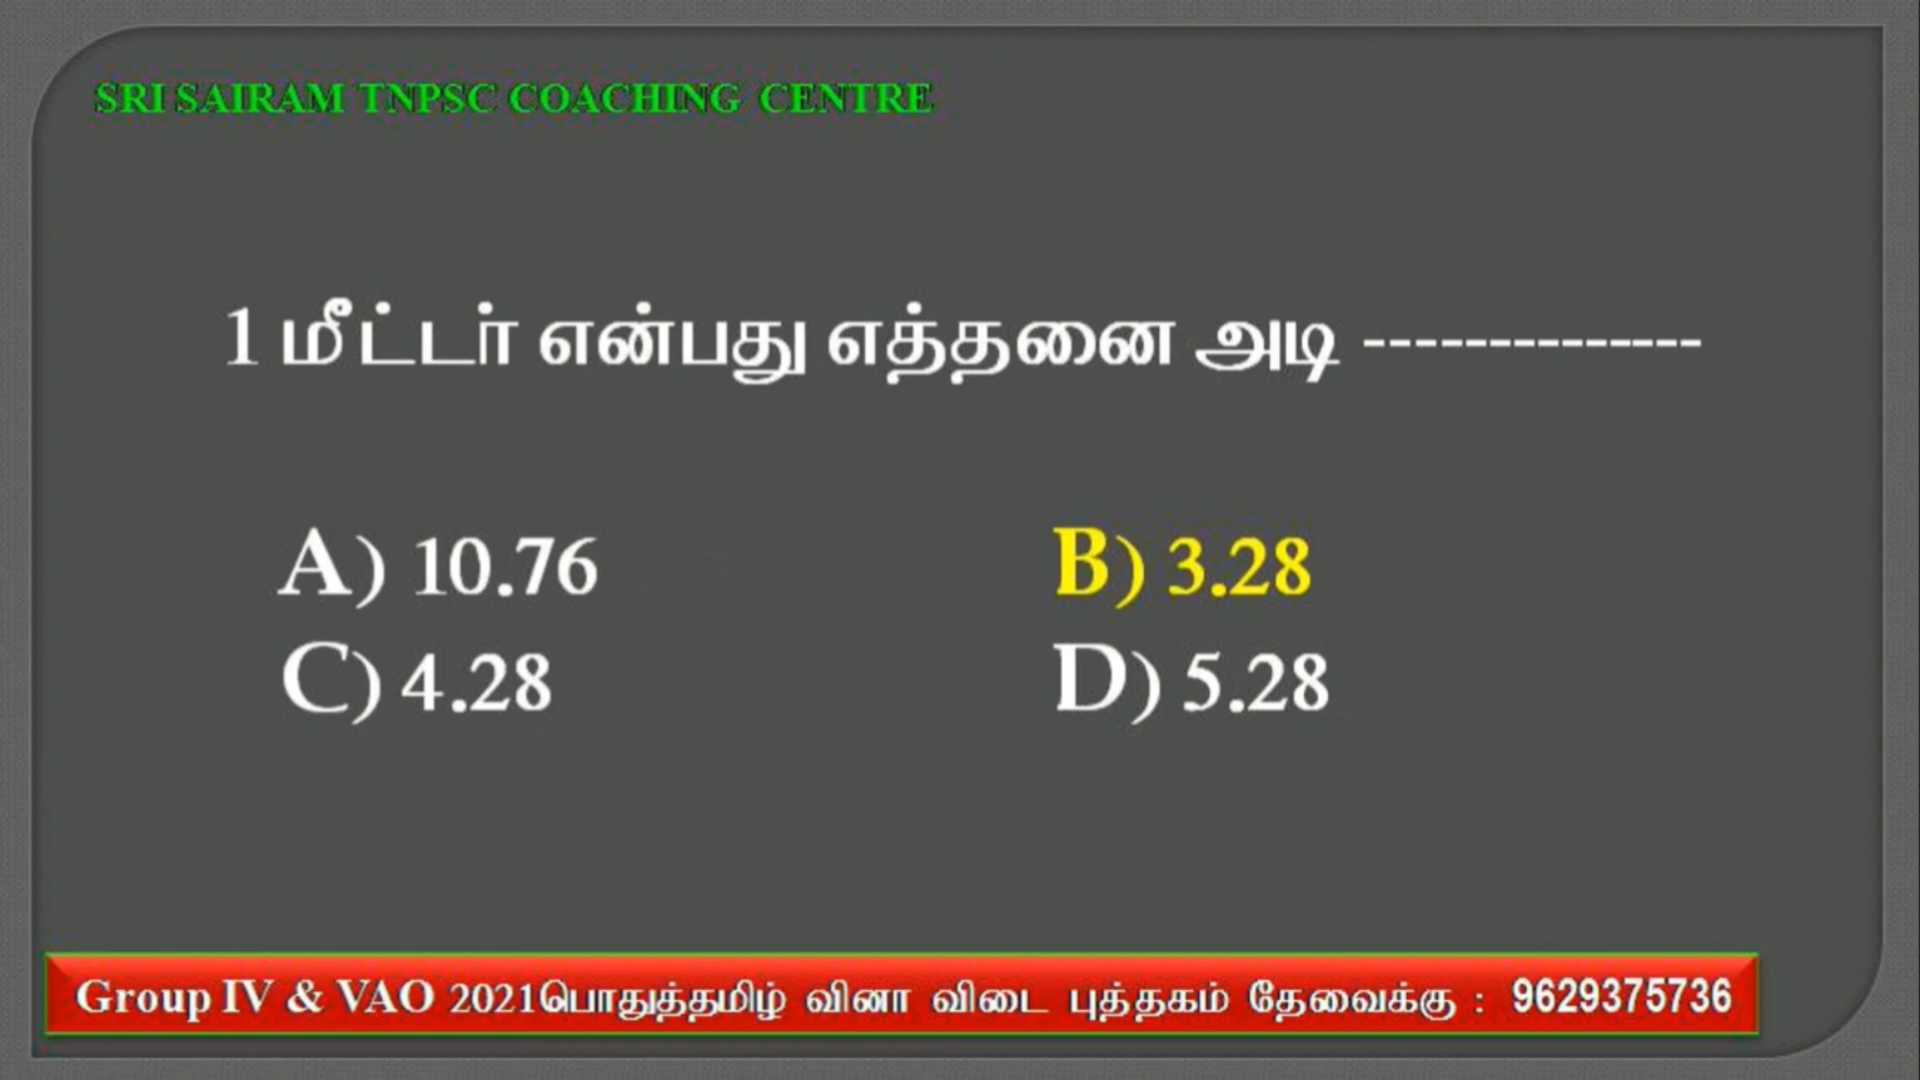 SRI SAIRAM TNPSC COACHING CENTRE
1 மீட்டர் என்பது எத்தனை அடி -------------
A) 10.76 B) 3.28
C) 4.28 D) 5.28
Group IV & VAO 2021பொதுத்தமிழ் வினா விடை புத்தகம் தேவைக்கு : 9629375736